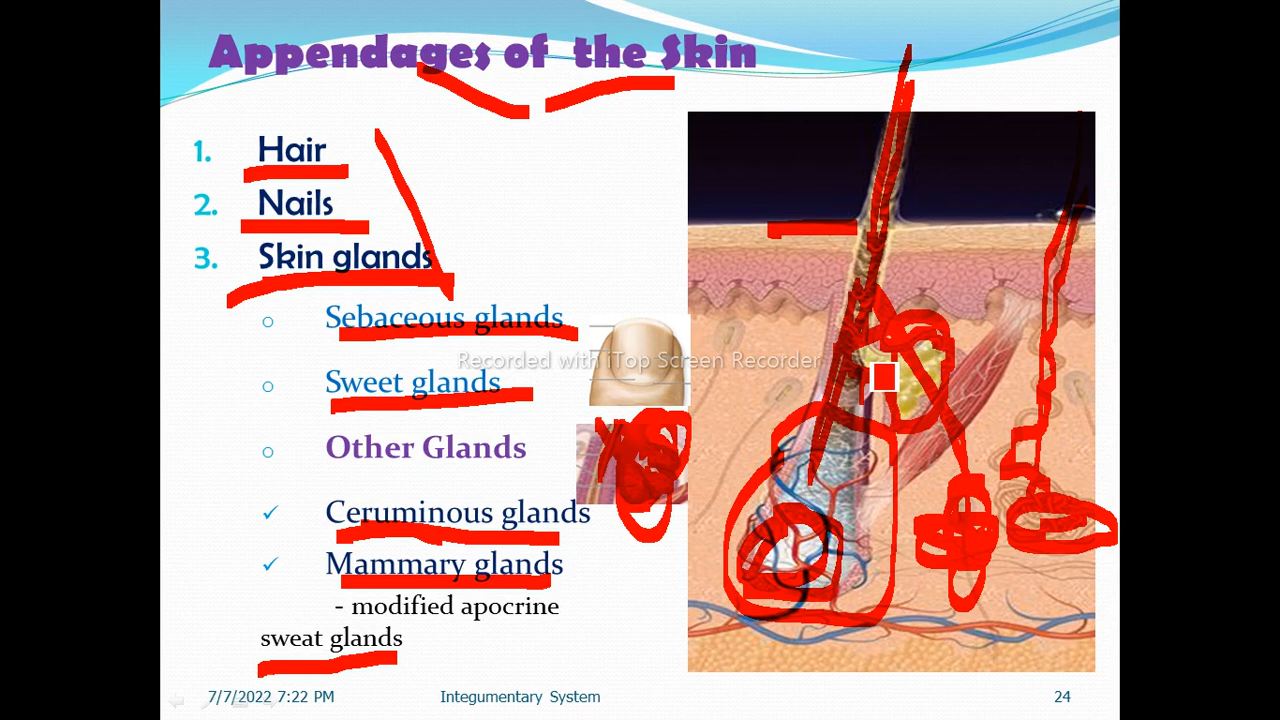 Appendages of the Skin
1. Hair
2. Nails
3. Skin glands
Sebaceous glands
Recorded with iTop Screen Recorder
Sweet glands
Other Glands
Ceruminous glands
Mammary glands
- modified apocrine
sweat glands
7/7/2022 7:22 PM
Integumentary System
24